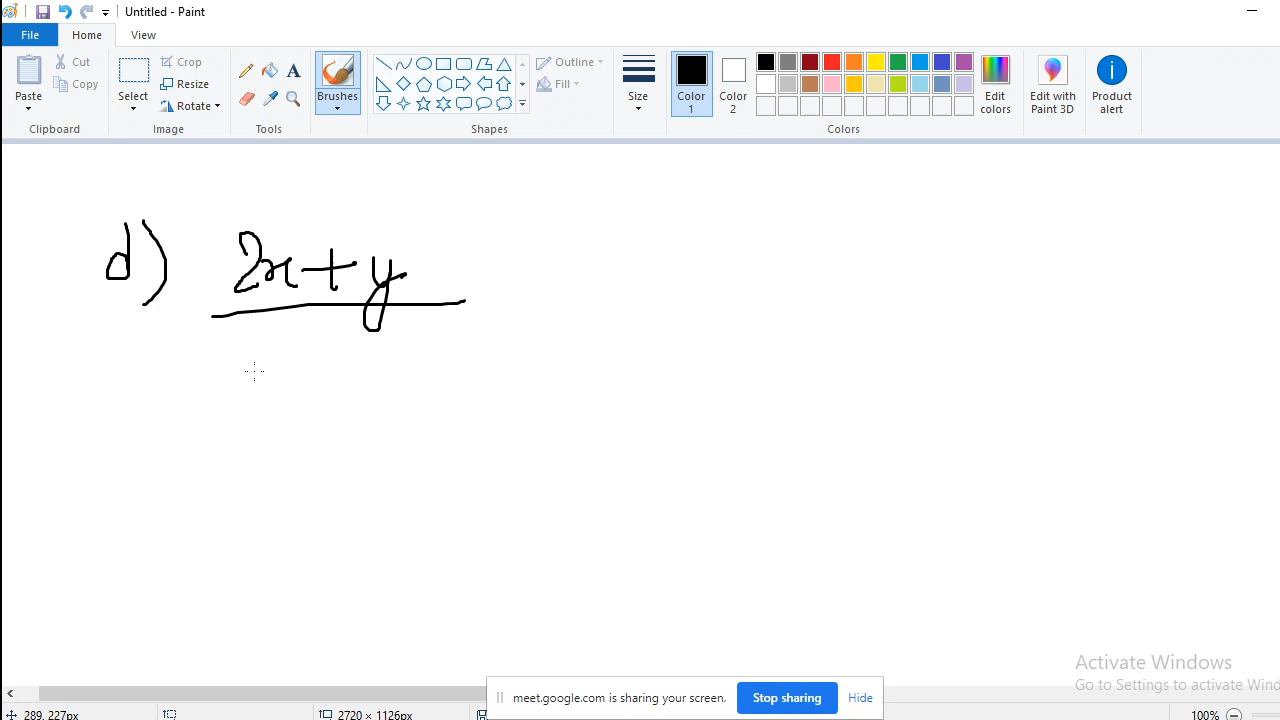 Untitled - Paint
File Home View
Paste Cut Copy Clipboard
Select Crop Resize Rotate Image
A Tools
Brushes
Outline Fill Shapes
Size
Color 1 Color 2 Edit colors Colors
Edit with Paint 3D Product alert
d) 2x+y
Activate Windows
Go to Settings to activate Wind
meet.google.com is sharing your screen. Stop sharing Hide
289, 227px 2720 × 1126px 100%